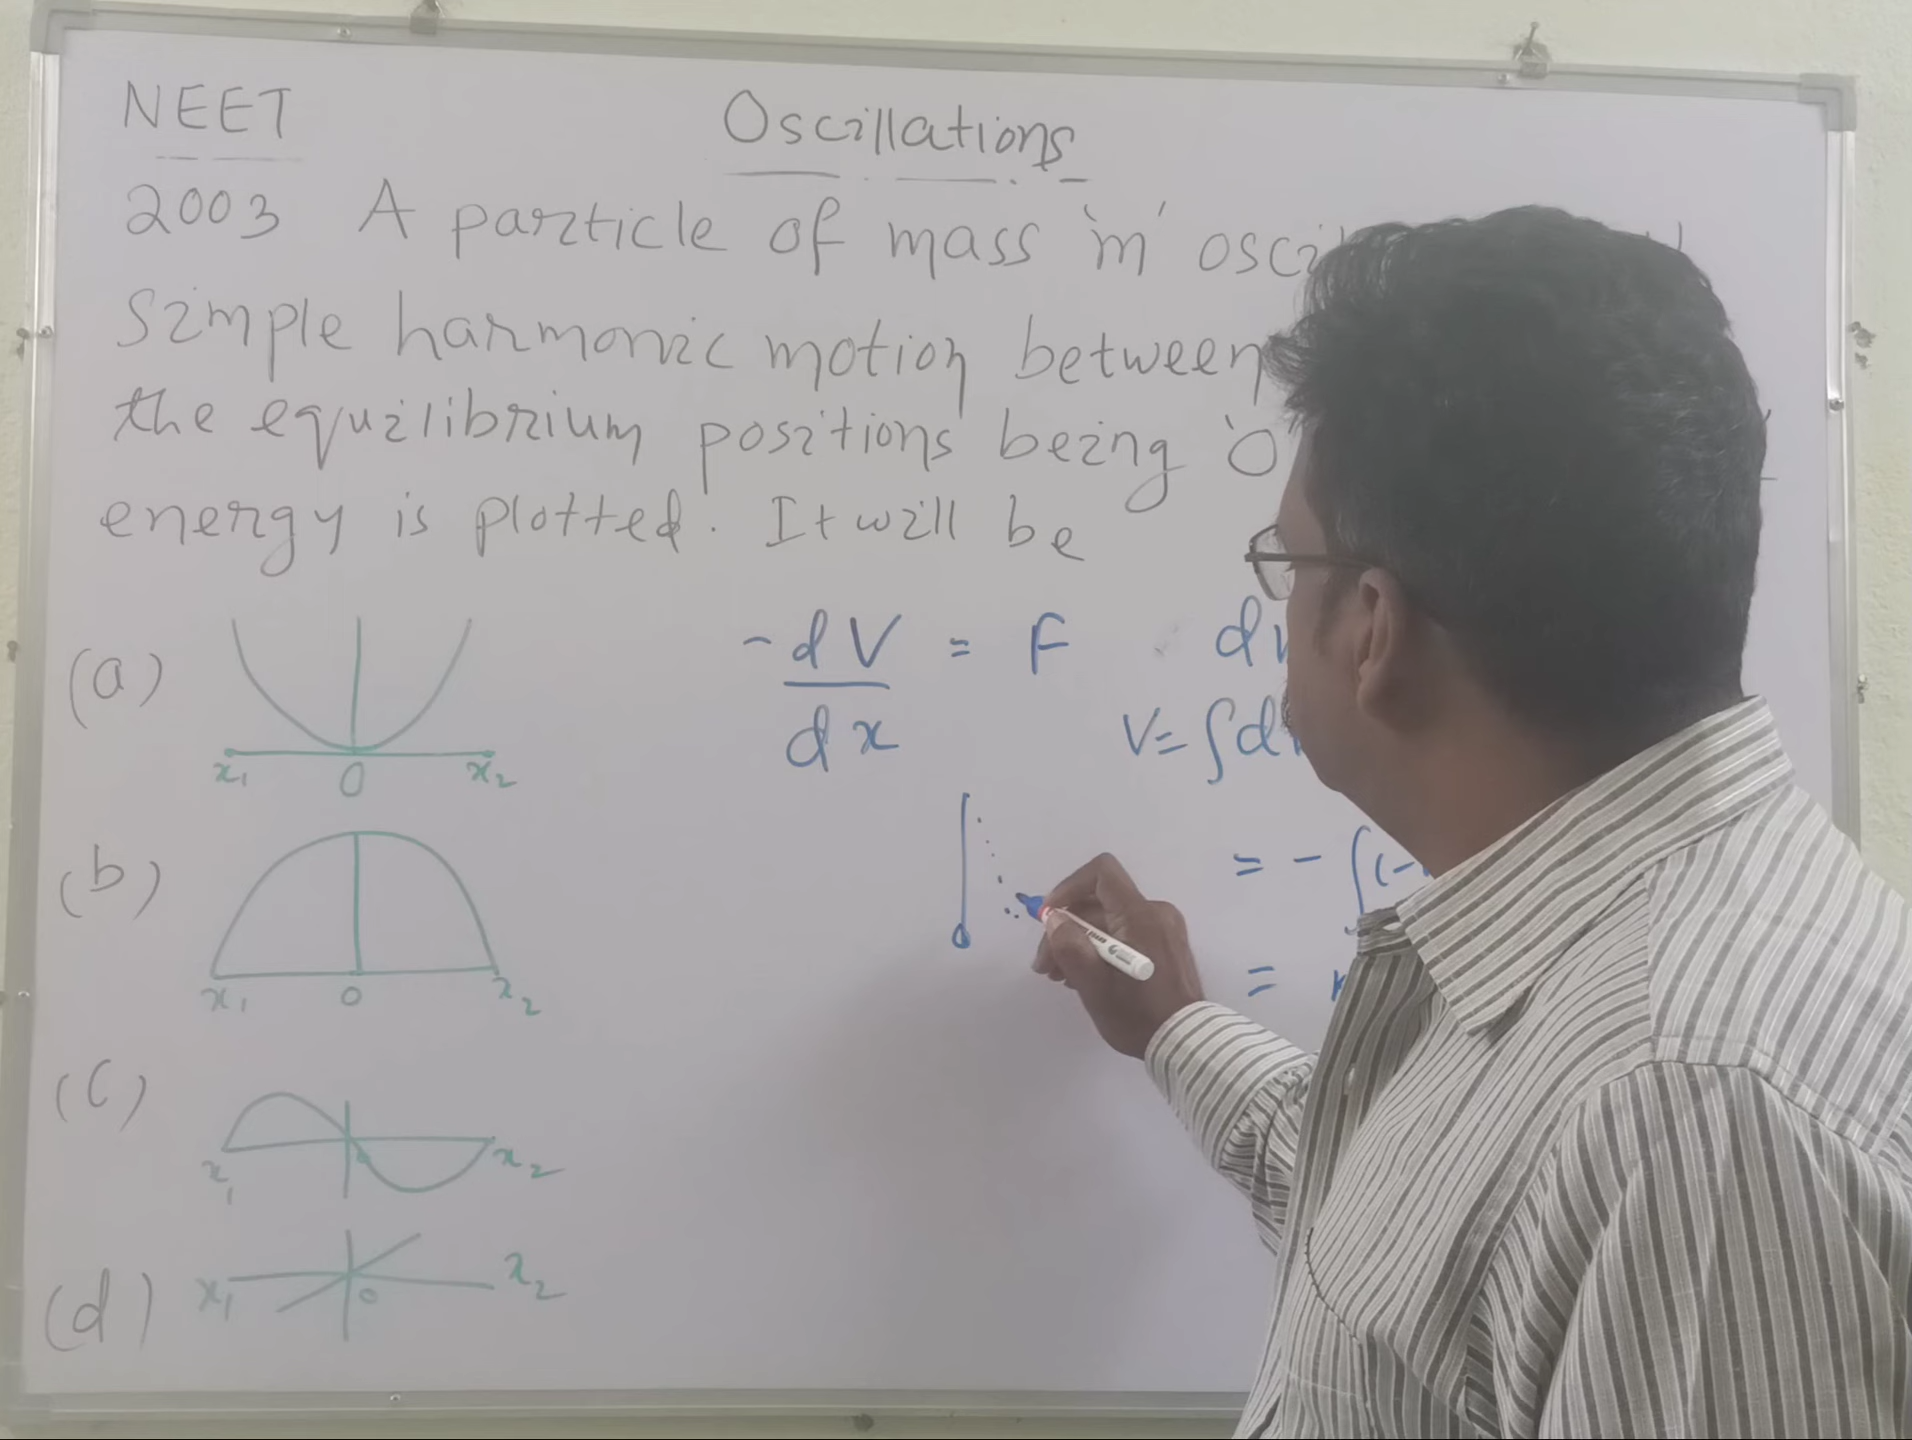 NEET
Oscillations
2003 A particle of mass 'm' osci
Simple harmonic motion between
the equilibrium positions being 'O'
energy is plotted. It will be
(a)
x₁ O x₂
(b)
x₁ O x₂
(c)
x₁ x₂
(d)
x₁ O x₂
-dV/dx = F
V= ∫d
= - ∫(-
=